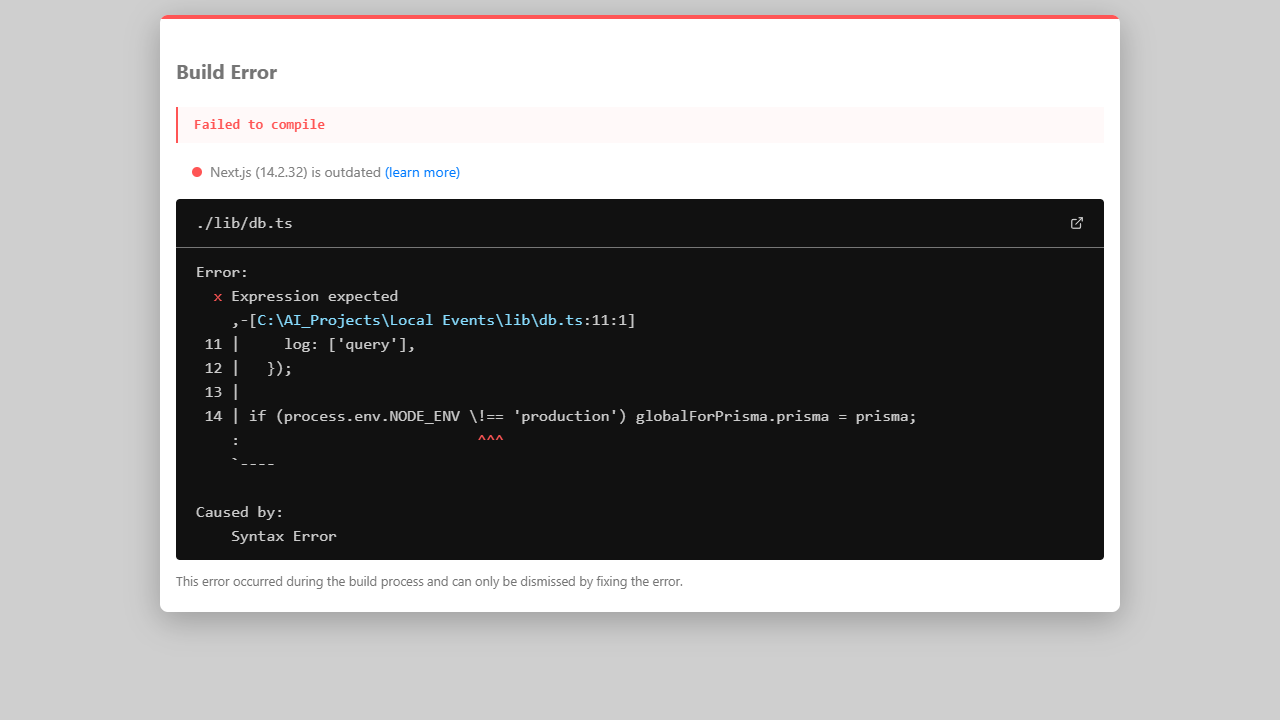 Build Error
Failed to compile
Next.js (14.2.32) is outdated (learn more)
./lib/db.ts
Error:
  x Expression expected
    ,-[C:\AI_Projects\Local Events\lib\db.ts:11:1]
 11 |     log: ['query'],
 12 |   });
 13 |
 14 | if (process.env.NODE_ENV \!== 'production') globalForPrisma.prisma = prisma;
    :                           ^^^
    `----
Caused by:
    Syntax Error
This error occurred during the build process and can only be dismissed by fixing the error.